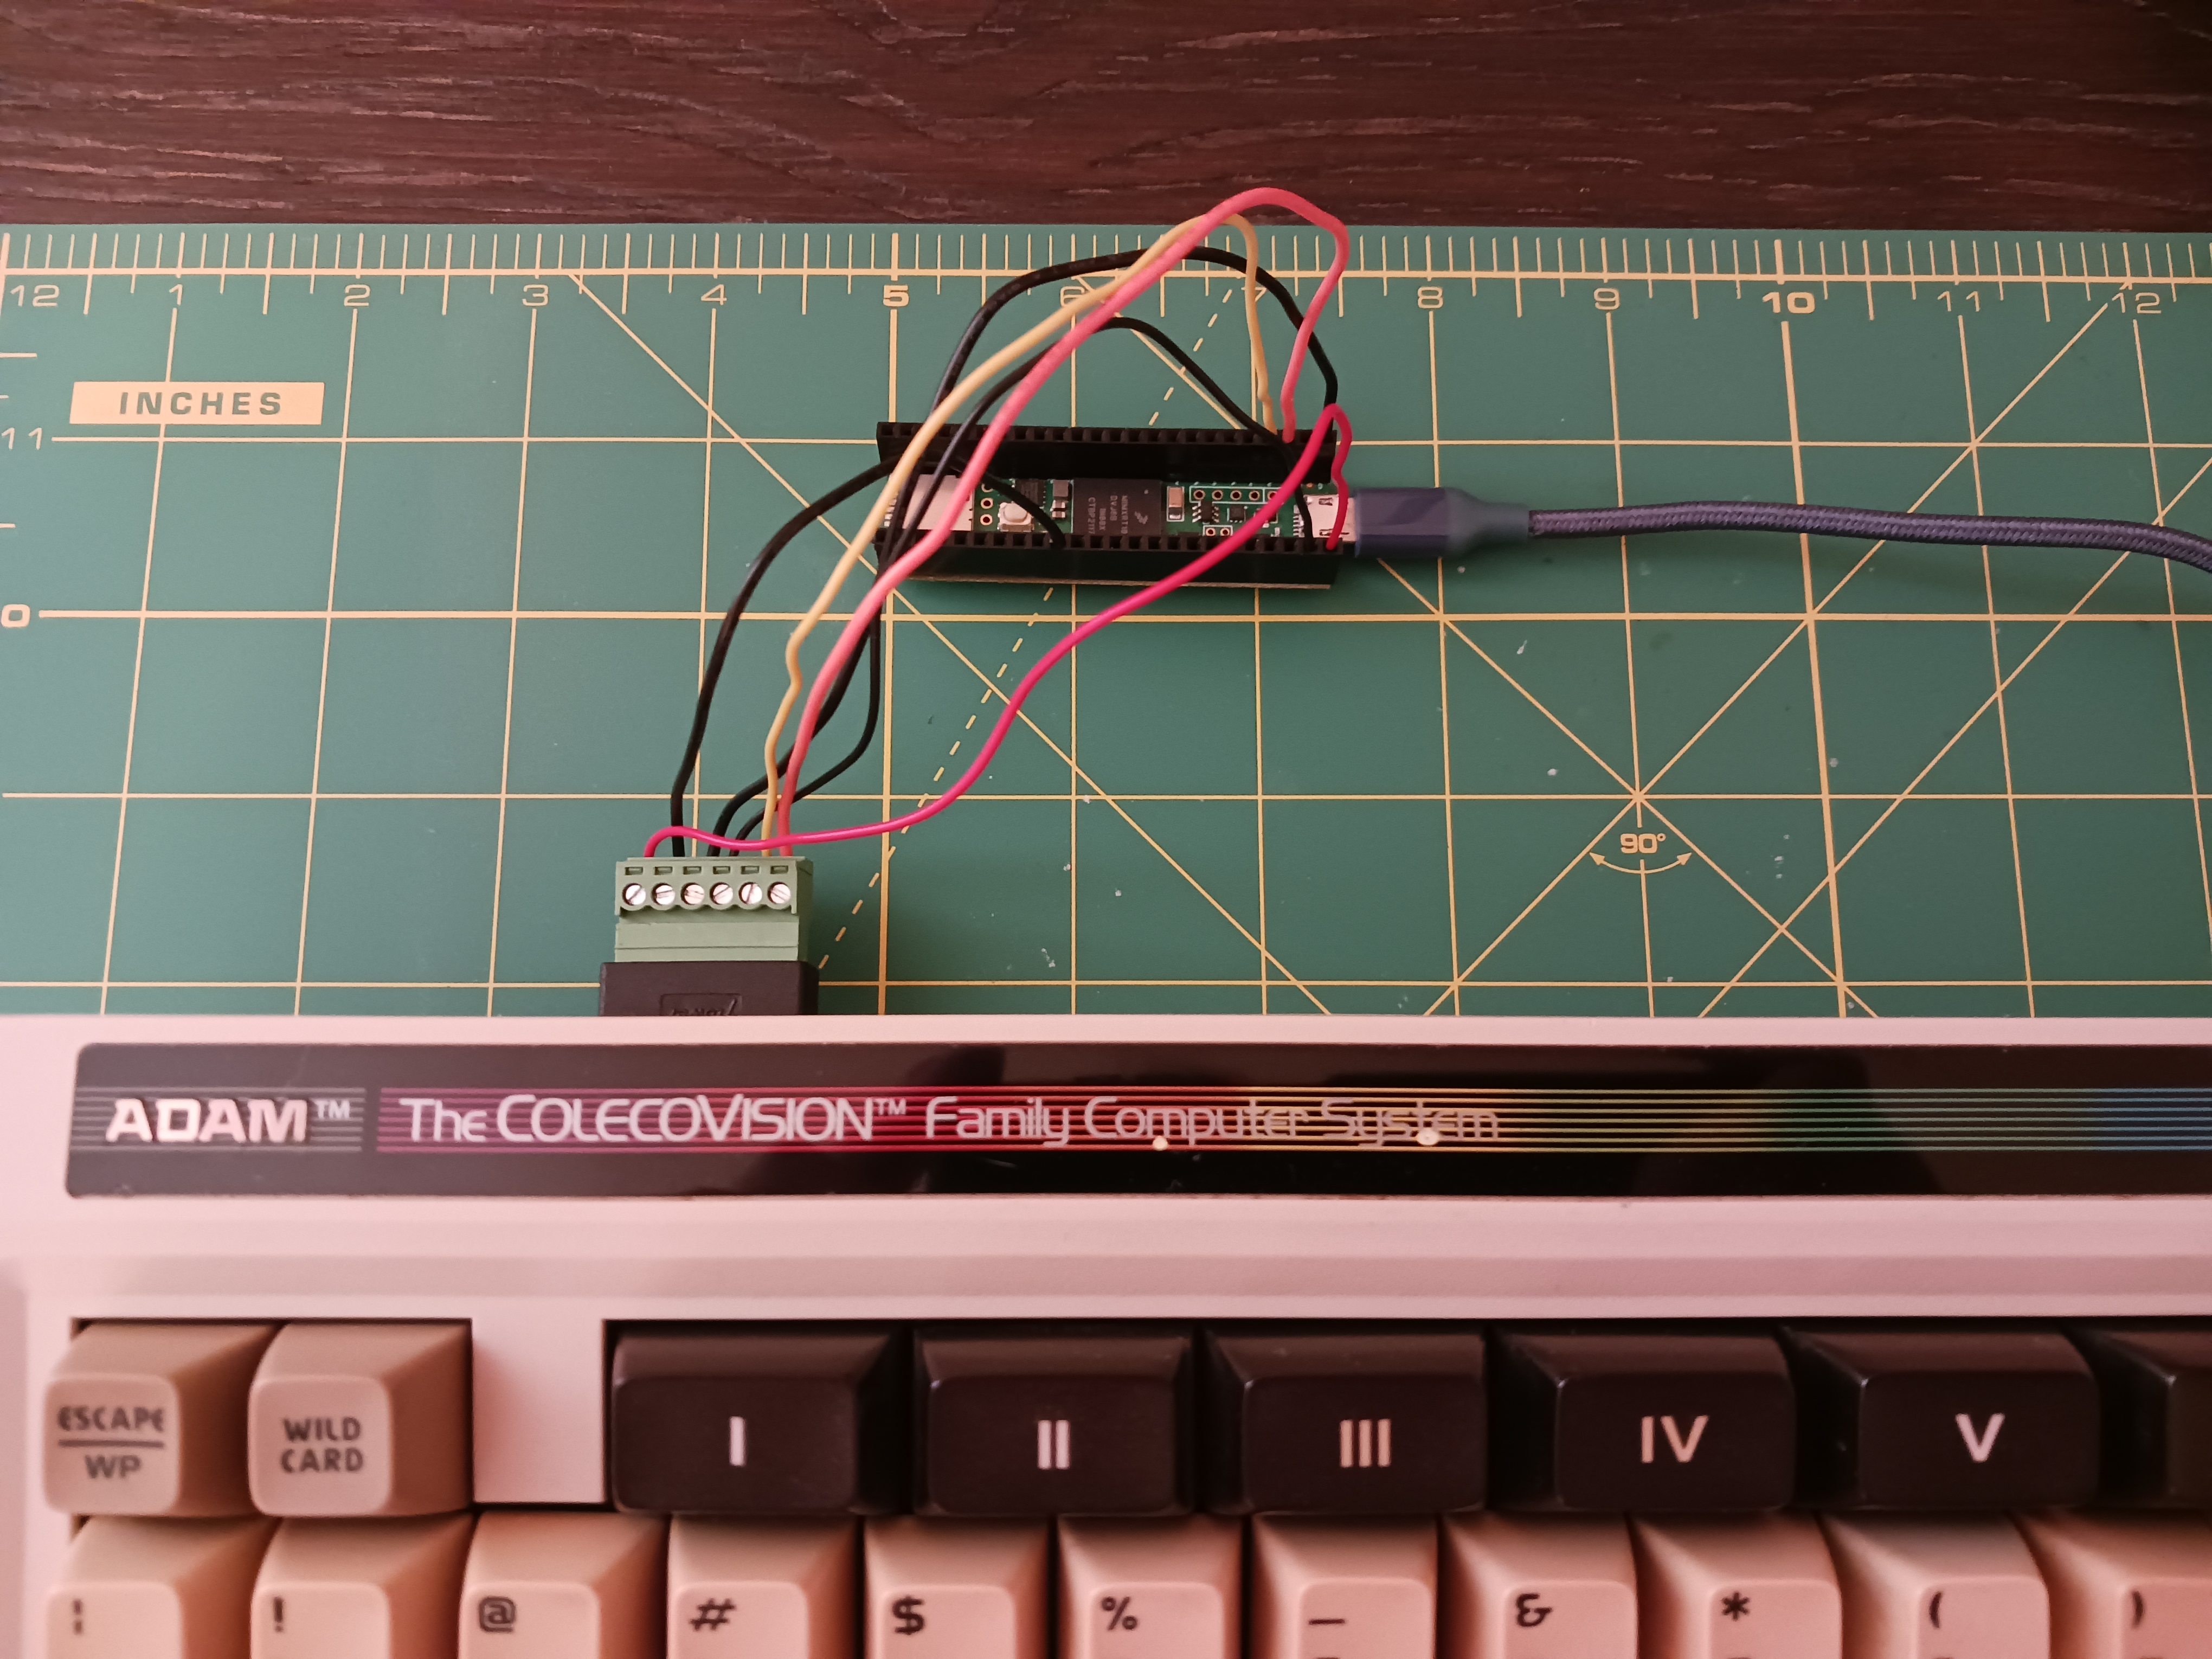 12 1 2 3 4 5 6 7 8 9 10 11 12
INCHES
11
0
90°
ADAM™ The COLECOVISION™ Family Computer System
ESCAPE
WP
WILD
CARD
I II III IV V
¦ ! @ # $ % — & * ( )